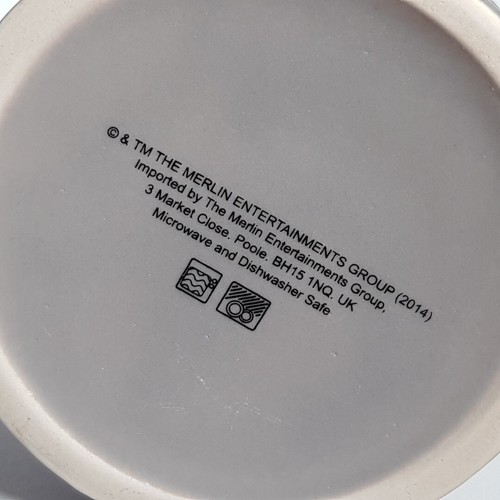 © & TM THE MERLIN ENTERTAINMENTS GROUP (2014)
Imported by The Merlin Entertainments Group,
3 Market Close. Poole. BH15 1NQ. UK
Microwave and Dishwasher Safe